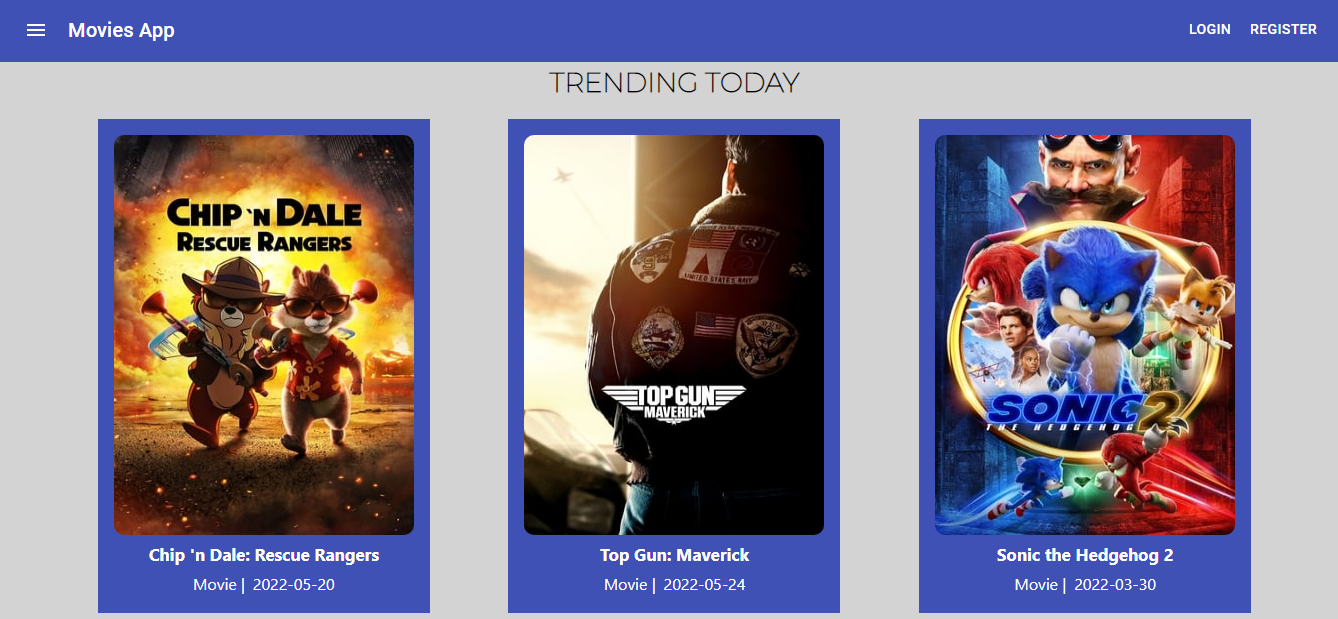 Movies App
LOGIN REGISTER
TRENDING TODAY
CHIP 'N DALE
RESCUE RANGERS
UNITED STATES NAVY
TOP GUN
MAVERICK
SONIC 2
THE HEDGEHOG
Chip 'n Dale: Rescue Rangers
Movie | 2022-05-20
Top Gun: Maverick
Movie | 2022-05-24
Sonic the Hedgehog 2
Movie | 2022-03-30